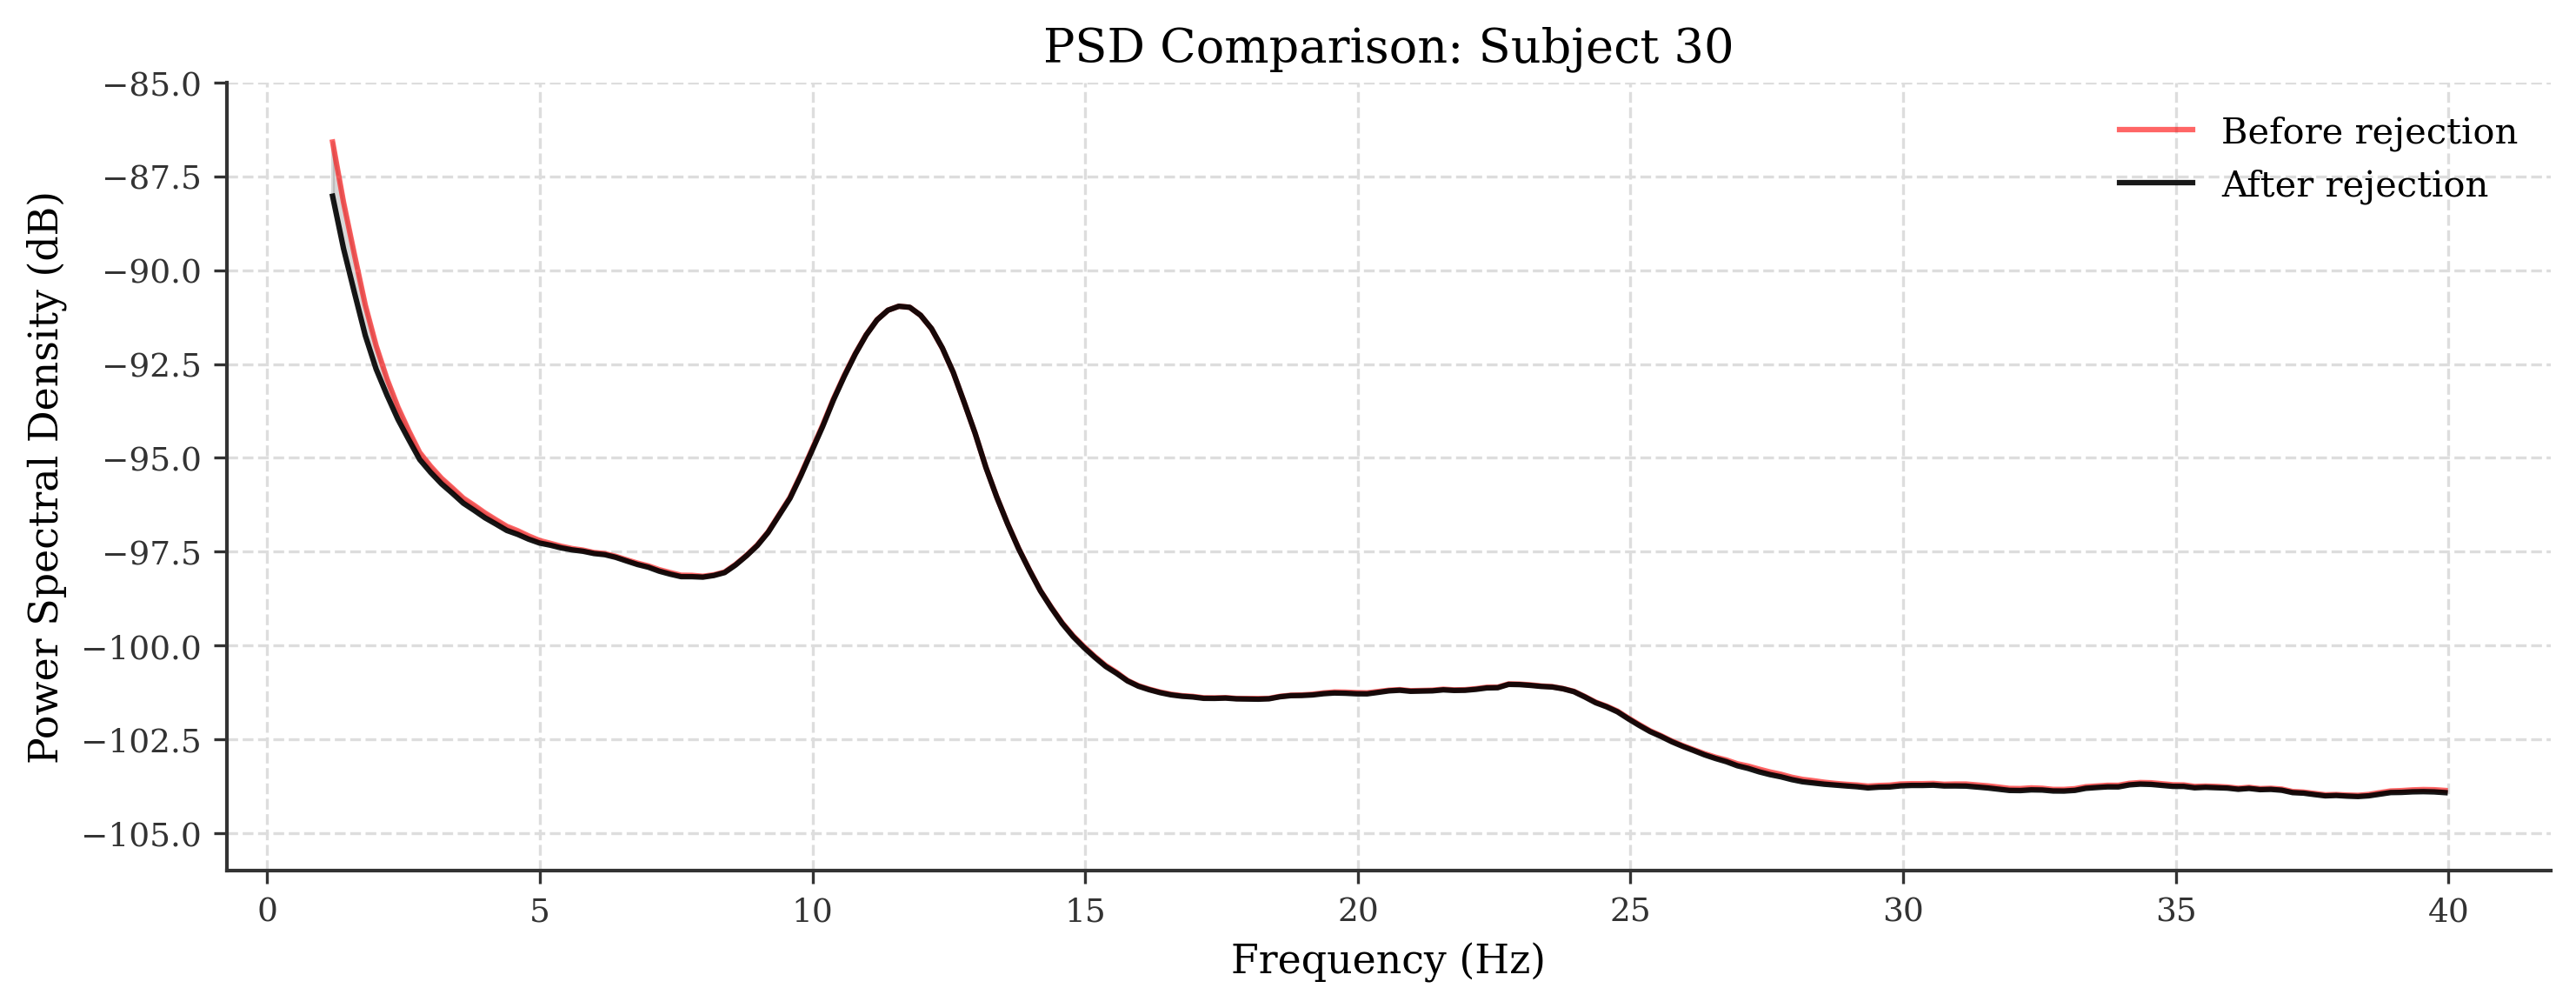 PSD Comparison: Subject 30
Before rejection
After rejection
Power Spectral Density (dB)
−85.0
−87.5
−90.0
−92.5
−95.0
−97.5
−100.0
−102.5
−105.0
0 5 10 15 20 25 30 35 40
Frequency (Hz)